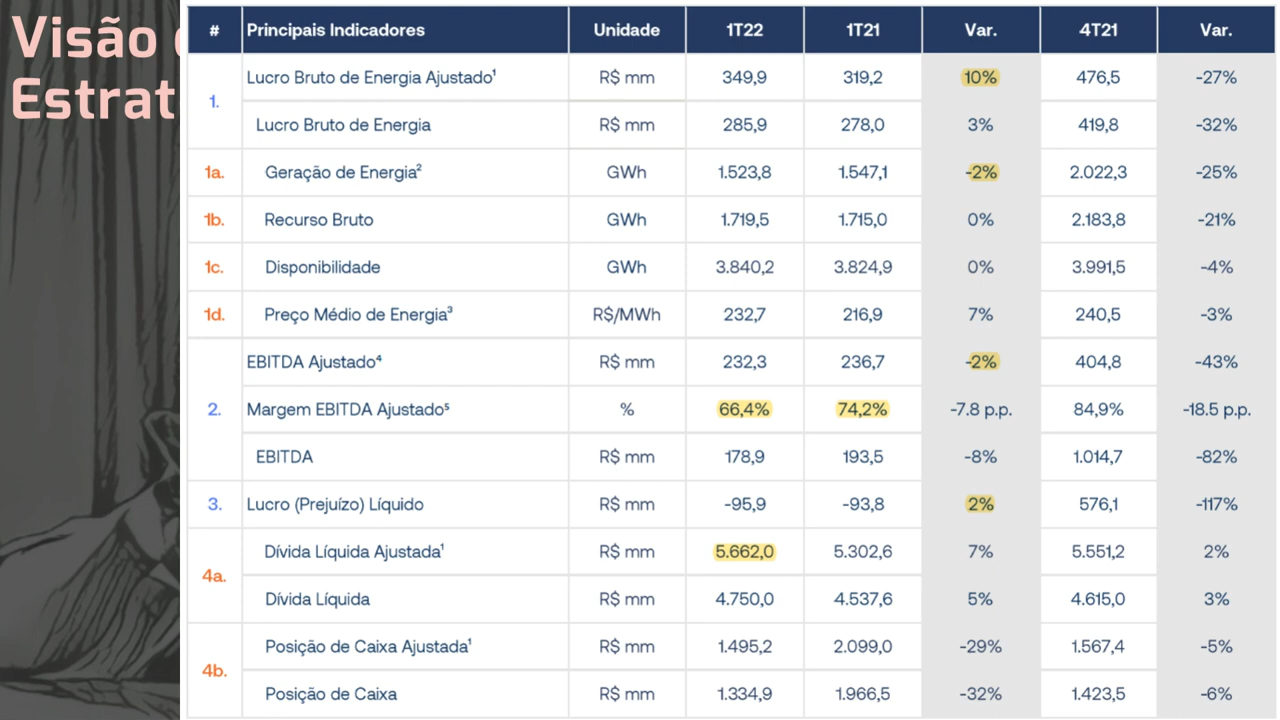 Visão
Estrat
# Principais Indicadores Unidade 1T22 1T21 Var. 4T21 Var.
1.
Lucro Bruto de Energia Ajustado¹ R$ mm 349,9 319,2 10% 476,5 -27%
Lucro Bruto de Energia R$ mm 285,9 278,0 3% 419,8 -32%
1a. Geração de Energia² GWh 1.523,8 1.547,1 -2% 2.022,3 -25%
1b. Recurso Bruto GWh 1.719,5 1.715,0 0% 2.183,8 -21%
1c. Disponibilidade GWh 3.840,2 3.824,9 0% 3.991,5 -4%
1d. Preço Médio de Energia³ R$/MWh 232,7 216,9 7% 240,5 -3%
EBITDA Ajustado⁴ R$ mm 232,3 236,7 -2% 404,8 -43%
2. Margem EBITDA Ajustado⁵ % 66,4% 74,2% -7.8 p.p. 84,9% -18.5 p.p.
EBITDA R$ mm 178,9 193,5 -8% 1.014,7 -82%
3. Lucro (Prejuízo) Líquido R$ mm -95,9 -93,8 2% 576,1 -117%
4a.
Dívida Líquida Ajustada¹ R$ mm 5.662,0 5.302,6 7% 5.551,2 2%
Dívida Líquida R$ mm 4.750,0 4.537,6 5% 4.615,0 3%
4b.
Posição de Caixa Ajustada¹ R$ mm 1.495,2 2.099,0 -29% 1.567,4 -5%
Posição de Caixa R$ mm 1.334,9 1.966,5 -32% 1.423,5 -6%